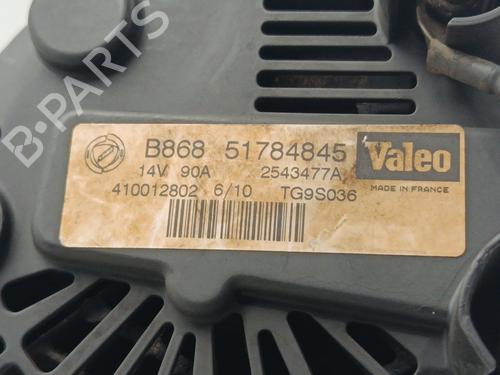 B-PARTS
B868 51784845 Valeo
14V 90A 2543477A MADE IN FRANCE
410012802 6/10 TG9S036